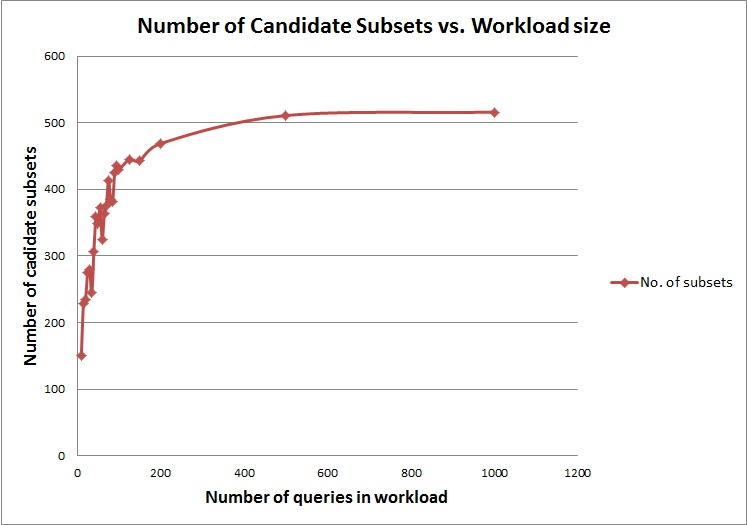 Number of Candidate Subsets vs. Workload size
600
500
400
300
200
100
0
Number of cadidate subsets
No. of subsets
0 200 400 600 800 1000 1200
Number of queries in workload